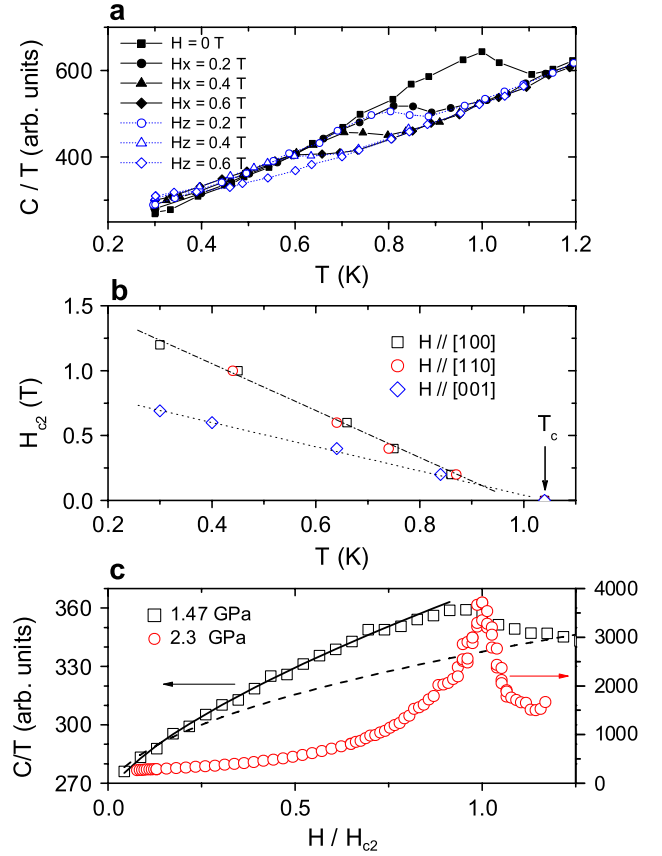 a
H = 0 T
Hx = 0.2 T
Hx = 0.4 T
Hx = 0.6 T
Hz = 0.2 T
Hz = 0.4 T
Hz = 0.6 T
600
400
C / T (arb. units)
0.2 0.4 0.6 0.8 1.0 1.2
T (K)
b
1.5
1.0
0.5
0.0
H // [100]
H // [110]
H // [001]
Tc
Hc2 (T)
0.2 0.4 0.6 0.8 1.0
T (K)
c
360
330
300
270
1.47 GPa
2.3 GPa
4000
3000
2000
1000
0
C/T (arb. units)
0.0 0.5 1.0
H / Hc2